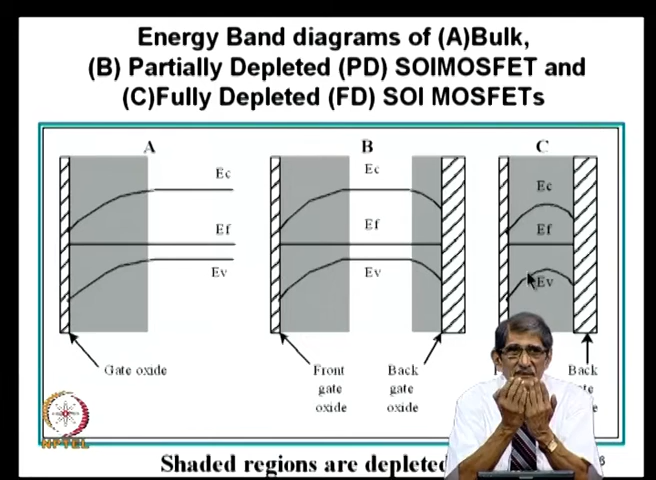 Energy Band diagrams of (A)Bulk,
(B) Partially Depleted (PD) SOIMOSFET and
(C)Fully Depleted (FD) SOI MOSFETs
A B C
Ec Ec Ec
Ef Ef Ef
Ev Ev Ev
Gate oxide
Front
gate
oxide
Back
gate
oxide
Back
NPTEL
Shaded regions are depleted